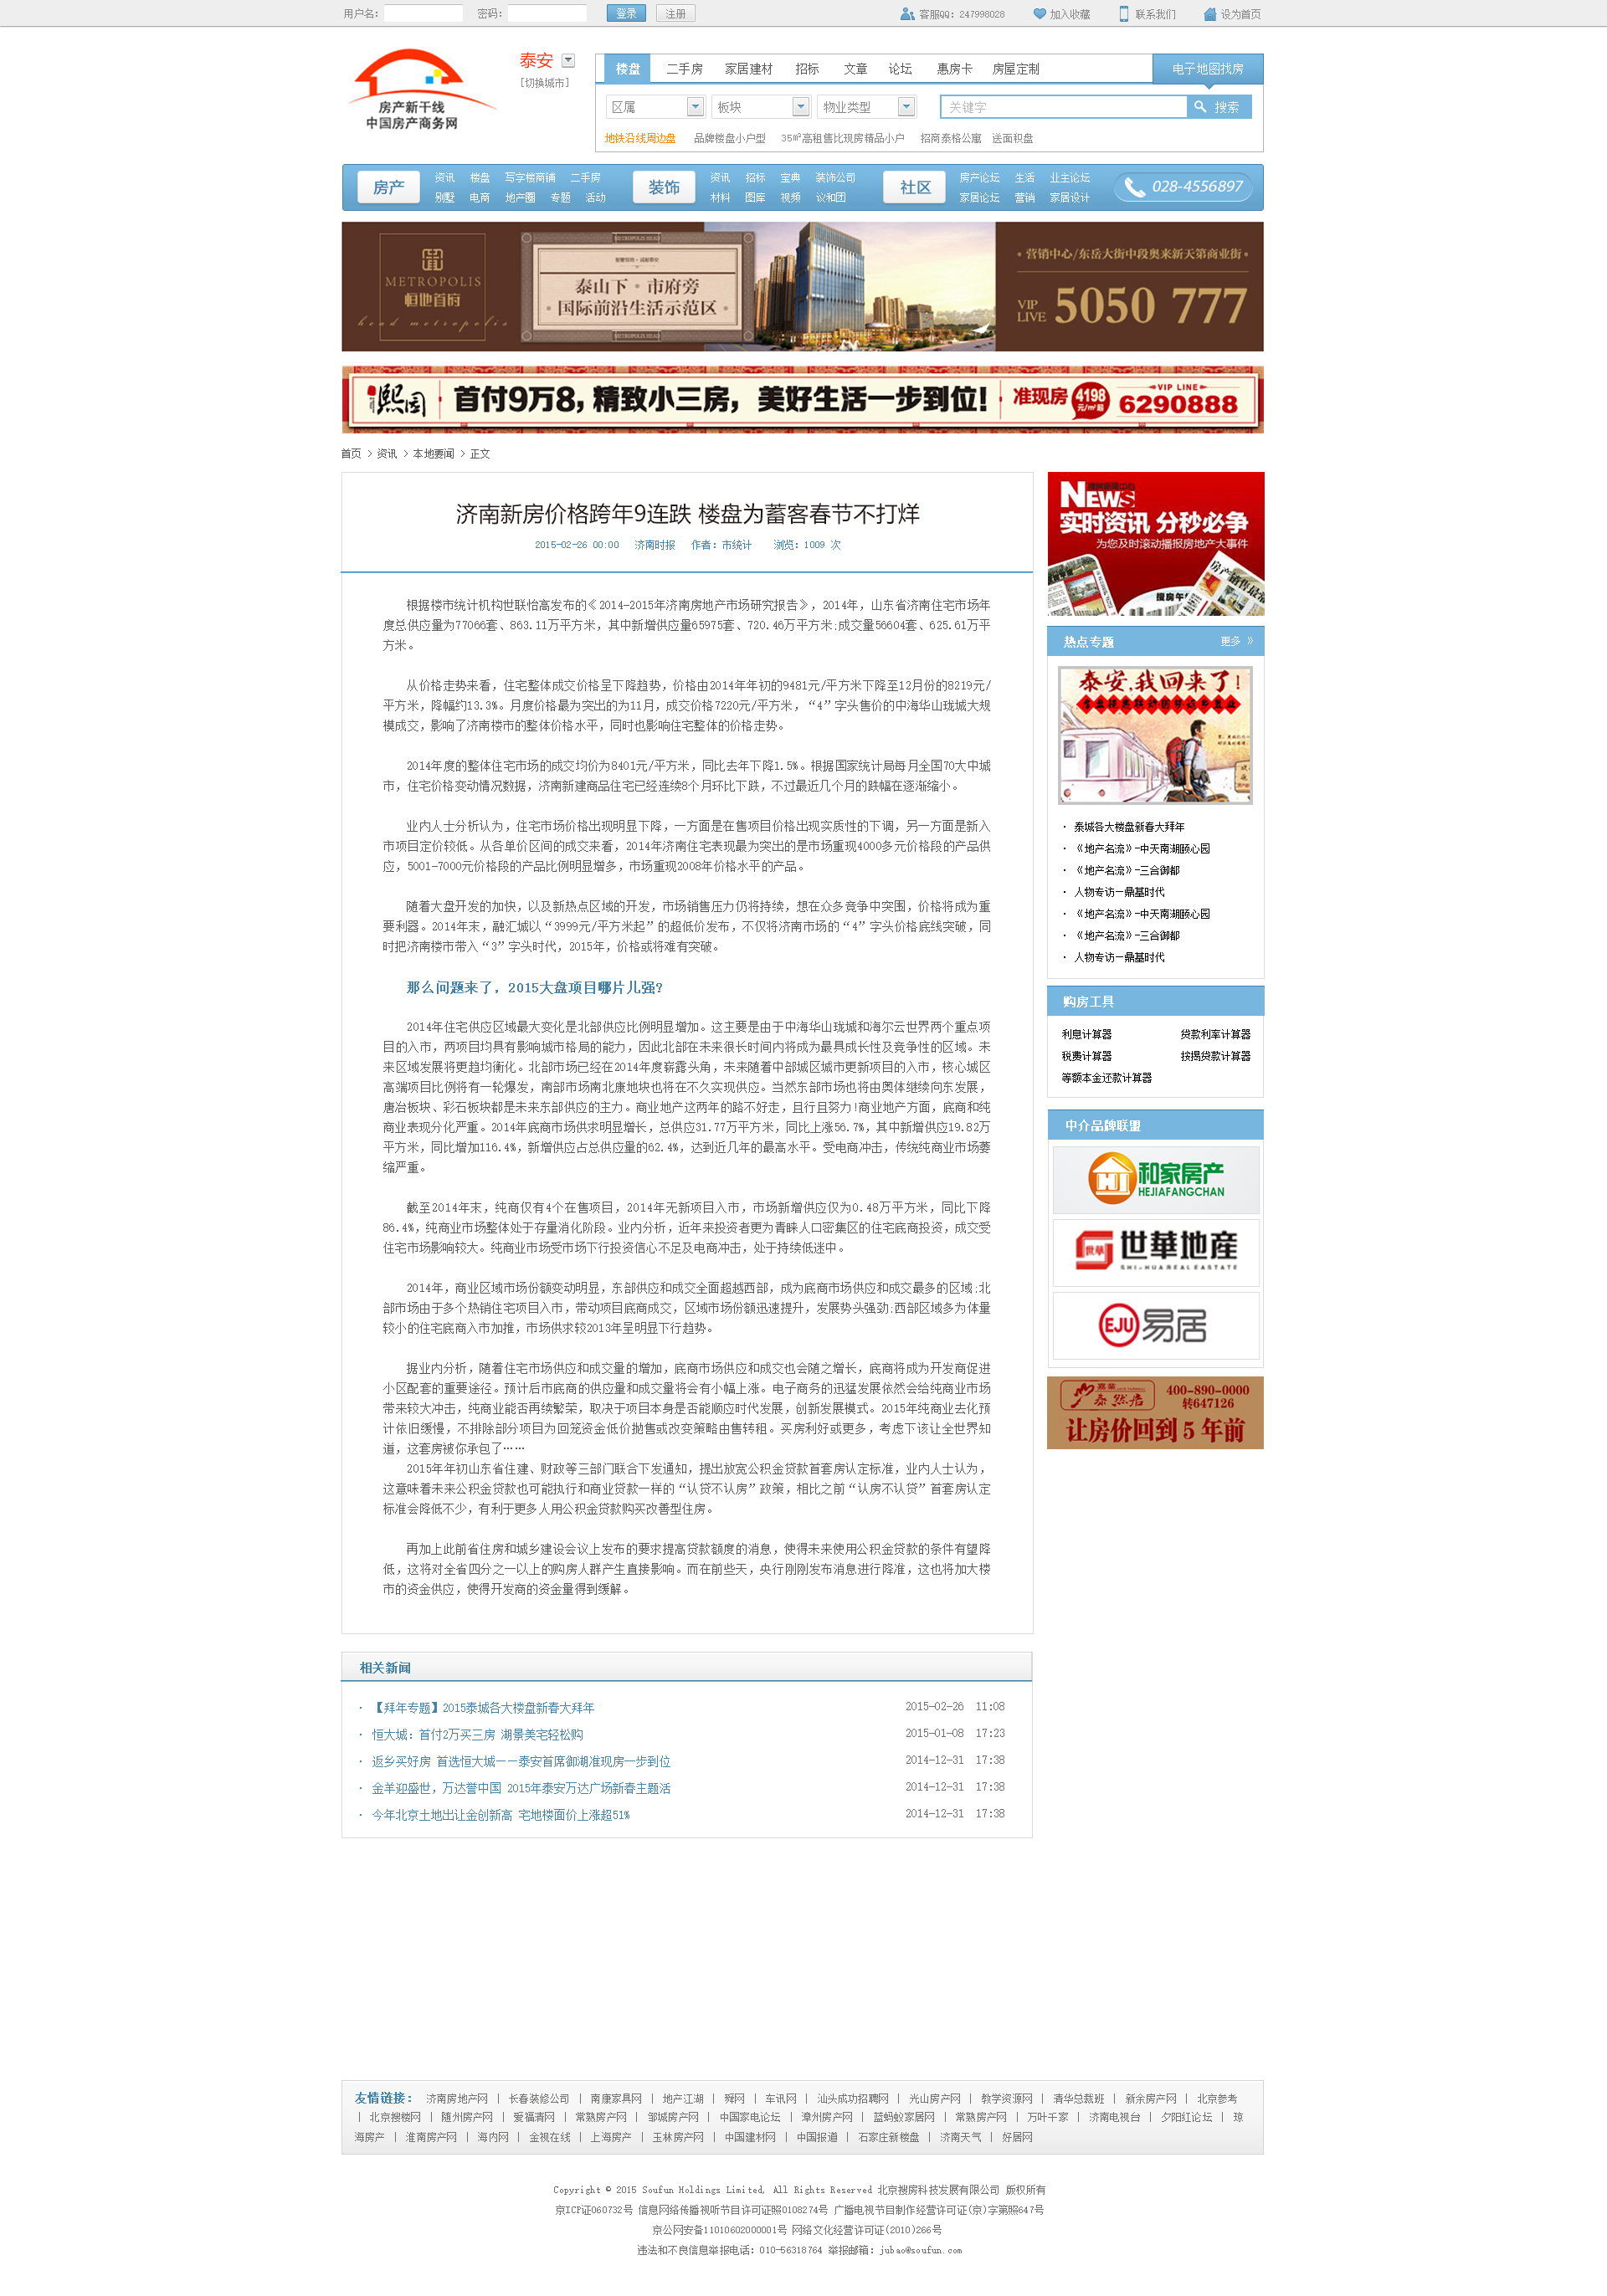 用户名： 密码： 登录 注册 客服QQ：247998028 加入收藏 联系我们 设为首页
房产新干线
中国房产商务网
泰安
[切换城市]
楼盘 二手房 家居建材 招标 文章 论坛 惠房卡 房屋定制 电子地图找房
区属 板块 物业类型 关键字 搜索
地铁沿线周边盘 品牌楼盘小户型 35㎡高租售比现房精品小户 招商泰格公寓 送面积盘
房产 资讯 楼盘 写字楼商铺 二手房
别墅 电商 地产圈 专题 活动
装饰 资讯 招标 宝典 装饰公司
材料 图库 视频 议和团
社区 房产论坛 生活 业主论坛
家居论坛 营销 家居设计
028-4556897
METROPOLIS
恒地首府
head metropolis
泰山下·市府旁
国际前沿生活示范区
·营销中心/东岳大街中段奥来新天第商业街·
VIP LIVE 5050 777
熙园 首付9万8，精致小三房，美好生活一步到位！ 准现房 4198元/㎡起 VIP LINE 6290888
首页 > 资讯 > 本地要闻 > 正文
济南新房价格跨年9连跌 楼盘为蓄客春节不打烊
2015-02-26 00:00 济南时报 作者：市统计 浏览：1009 次
根据楼市统计机构世联怡高发布的《2014-2015年济南房地产市场研究报告》，2014年，山东省济南住宅市场年
度总供应量为77066套、863.11万平方米，其中新增供应量65975套、720.46万平方米;成交量56604套、625.61万平
方米。
从价格走势来看，住宅整体成交价格呈下降趋势，价格由2014年年初的9481元/平方米下降至12月份的8219元/
平方米，降幅约13.3%。月度价格最为突出的为11月，成交价格7220元/平方米，“4”字头售价的中海华山珑城大规
模成交，影响了济南楼市的整体价格水平，同时也影响住宅整体的价格走势。
2014年度的整体住宅市场的成交均价为8401元/平方米，同比去年下降1.5%。根据国家统计局每月全国70大中城
市，住宅价格变动情况数据，济南新建商品住宅已经连续8个月环比下跌，不过最近几个月的跌幅在逐渐缩小。
业内人士分析认为，住宅市场价格出现明显下降，一方面是在售项目价格出现实质性的下调，另一方面是新入
市项目定价较低。从各单价区间的成交来看，2014年济南住宅表现最为突出的是市场重现4000多元价格段的产品供
应，5001-7000元价格段的产品比例明显增多，市场重现2008年价格水平的产品。
随着大盘开发的加快，以及新热点区域的开发，市场销售压力仍将持续，想在众多竞争中突围，价格将成为重
要利器。2014年末，融汇城以“3999元/平方米起”的超低价发布，不仅将济南市场的“4”字头价格底线突破，同
时把济南楼市带入“3”字头时代，2015年，价格或将难有突破。
那么问题来了，2015大盘项目哪片儿强?
2014年住宅供应区域最大变化是北部供应比例明显增加。这主要是由于中海华山珑城和海尔云世界两个重点项
目的入市，两项目均具有影响城市格局的能力，因此北部在未来很长时间内将成为最具成长性及竞争性的区域。未
来区域发展将更趋均衡化。北部市场已经在2014年度崭露头角，未来随着中部城区城市更新项目的入市，核心城区
高端项目比例将有一轮爆发，南部市场南北康地块也将在不久实现供应。当然东部市场也将由奥体继续向东发展，
唐冶板块、彩石板块都是未来东部供应的主力。商业地产这两年的路不好走，且行且努力!商业地产方面，底商和纯
商业表现分化严重。2014年底商市场供求明显增长，总供应31.77万平方米，同比上涨56.7%，其中新增供应19.82万
平方米，同比增加116.4%，新增供应占总供应量的62.4%，达到近几年的最高水平。受电商冲击，传统纯商业市场萎
缩严重。
截至2014年末，纯商仅有4个在售项目，2014年无新项目入市，市场新增供应仅为0.48万平方米，同比下降
86.4%，纯商业市场整体处于存量消化阶段。业内分析，近年来投资者更为青睐人口密集区的住宅底商投资，成交受
住宅市场影响较大。纯商业市场受市场下行投资信心不足及电商冲击，处于持续低迷中。
2014年，商业区域市场份额变动明显，东部供应和成交全面超越西部，成为底商市场供应和成交最多的区域;北
部市场由于多个热销住宅项目入市，带动项目底商成交，区域市场份额迅速提升，发展势头强劲;西部区域多为体量
较小的住宅底商入市加推，市场供求较2013年呈明显下行趋势。
据业内分析，随着住宅市场供应和成交量的增加，底商市场供应和成交也会随之增长，底商将成为开发商促进
小区配套的重要途径。预计后市底商的供应量和成交量将会有小幅上涨。电子商务的迅猛发展依然会给纯商业市场
带来较大冲击，纯商业能否再续繁荣，取决于项目本身是否能顺应时代发展，创新发展模式。2015年纯商业去化预
计依旧缓慢，不排除部分项目为回笼资金低价抛售或改变策略由售转租。买房利好或更多，考虑下该让全世界知
道，这套房被你承包了……
2015年年初山东省住建、财政等三部门联合下发通知，提出放宽公积金贷款首套房认定标准，业内人士认为，
这意味着未来公积金贷款也可能执行和商业贷款一样的“认贷不认房”政策，相比之前“认房不认贷”首套房认定
标准会降低不少，有利于更多人用公积金贷款购买改善型住房。
再加上此前省住房和城乡建设会议上发布的要求提高贷款额度的消息，使得未来使用公积金贷款的条件有望降
低，这将对全省四分之一以上的购房人群产生直接影响。而在前些天，央行刚刚发布消息进行降准，这也将加大楼
市的资金供应，使得开发商的资金量得到缓解。
NEWS
实时资讯 分秒必争
为您及时滚动播报房地产大事件
热点专题 更多 》
泰安,我回来了!
· 泰城各大楼盘新春大拜年
· 《地产名流》-中天南湖颐心园
· 《地产名流》-三合御都
· 人物专访—鼎基时代
· 《地产名流》-中天南湖颐心园
· 《地产名流》-三合御都
· 人物专访—鼎基时代
购房工具
利息计算器 贷款利率计算器
税费计算器 按揭贷款计算器
等额本金还款计算器
中介品牌联盟
和家房产
HEJIAFANGCHAN
世華地産
SHI-HUA REAL EASTATE
EJU 易居
泰然居 400-890-0000
转647126
让房价回到 5 年前
相关新闻
· 【拜年专题】2015泰城各大楼盘新春大拜年 2015-02-26 11:08
· 恒大城：首付2万买三房 湖景美宅轻松购 2015-01-08 17:23
· 返乡买好房 首选恒大城——泰安首席御湖准现房一步到位 2014-12-31 17:38
· 金羊迎盛世，万达誉中国 2015年泰安万达广场新春主题活 2014-12-31 17:38
· 今年北京土地出让金创新高 宅地楼面价上涨超51% 2014-12-31 17:38
友情链接： 济南房地产网 | 长春装修公司 | 南康家具网 | 地产江湖 | 舜网 | 车讯网 | 汕头成功招聘网 | 光山房产网 | 教学资源网 | 清华总裁班 | 新余房产网 | 北京参考
| 北京搜楼网 | 随州房产网 | 爱福清网 | 常熟房产网 | 邹城房产网 | 中国家电论坛 | 漳州房产网 | 蓝蚂蚁家居网 | 常熟房产网 | 万叶千家 | 济南电视台 | 夕阳红论坛 | 琼
海房产 | 淮南房产网 | 海内网 | 金视在线 | 上海房产 | 玉林房产网 | 中国建材网 | 中国报道 | 石家庄新楼盘 | 济南天气 | 好居网
Copyright © 2015 Soufun Holdings Limited, All Rights Reserved 北京搜房科技发展有限公司 版权所有
京ICP证060732号 信息网络传播视听节目许可证照0108274号 广播电视节目制作经营许可证(京)字第照647号
京公网安备11010602000001号 网络文化经营许可证(2010)266号
违法和不良信息举报电话：010-56318764 举报邮箱：jubao@soufun.com